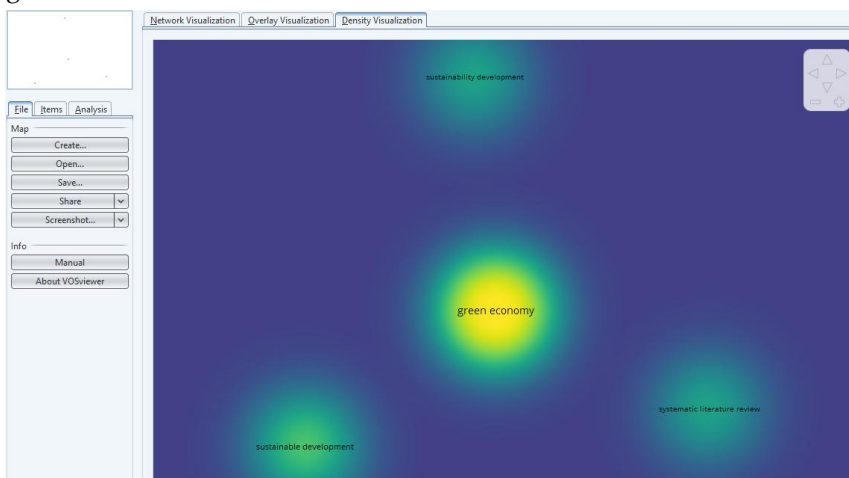 Network Visualization Overlay Visualization Density Visualization
File Items Analysis
Map
Create...
Open...
Save...
Share
Screenshot...
Info
Manual
About VOSviewer
sustainability development
green economy
systematic literature review
sustainable development